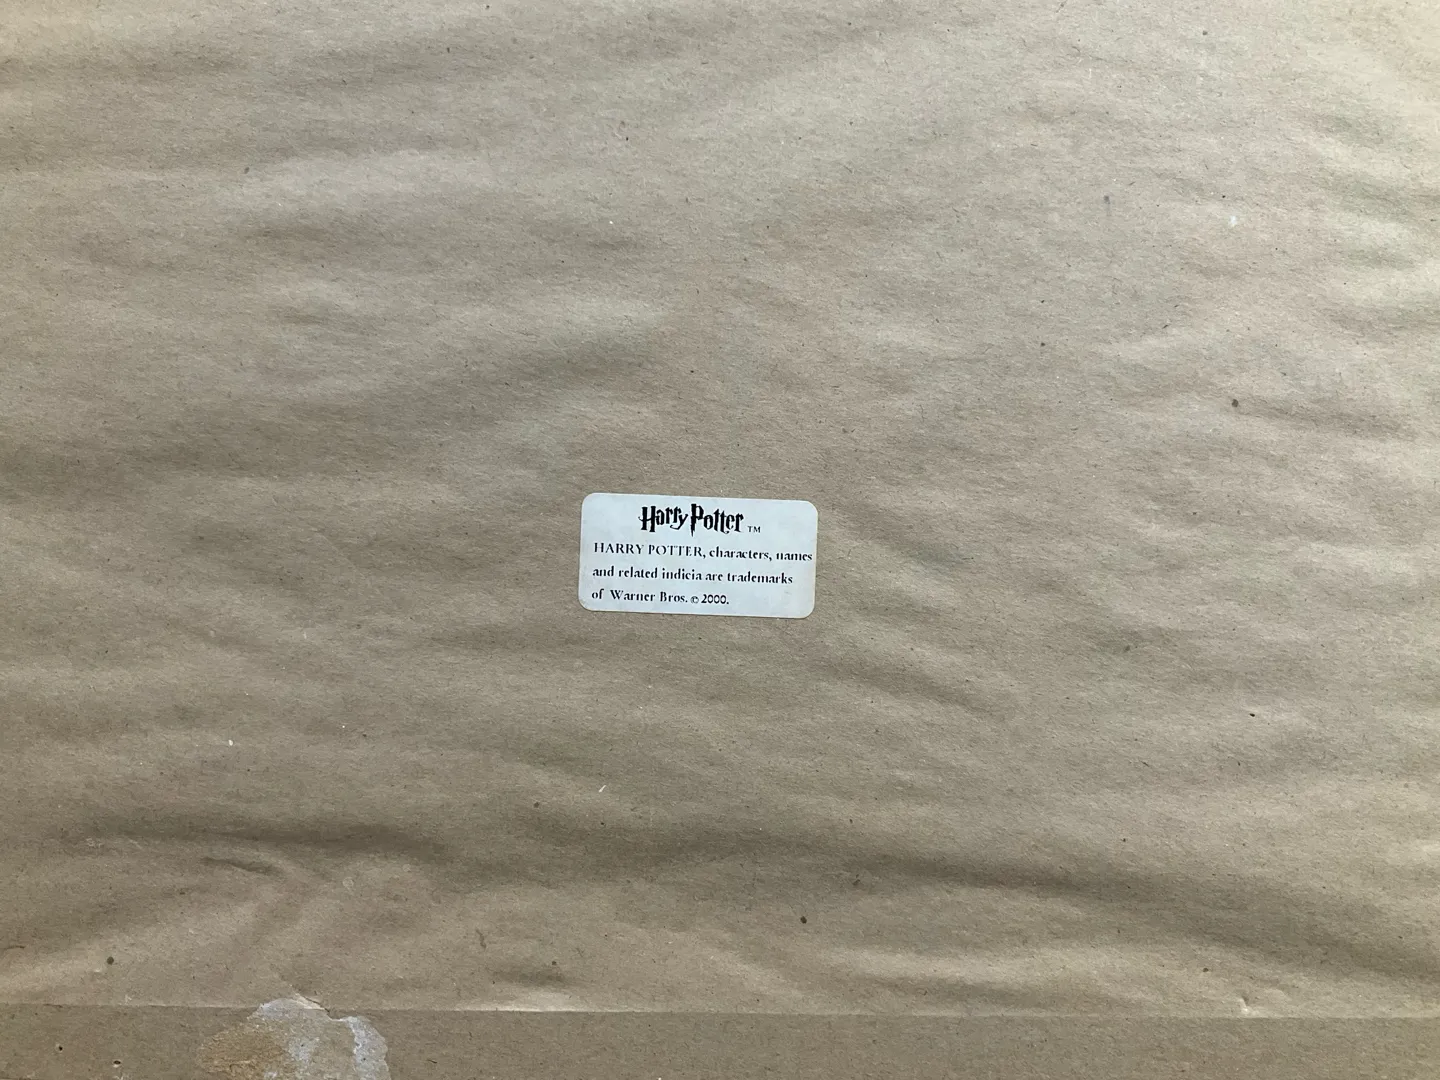 Harry Potter ™
HARRY POTTER, characters, names
and related indicia are trademarks
of Warner Bros. © 2000.